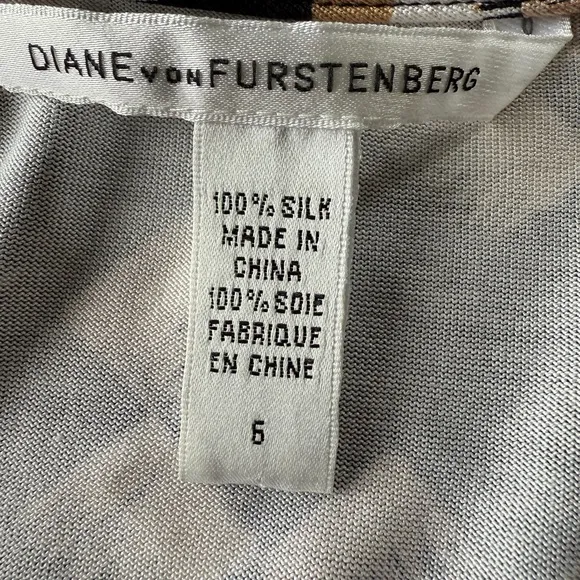 DIANE VON FURSTENBERG
100% SILK
MADE IN
CHINA
100% SOIE
FABRIQUE
EN CHINE
6